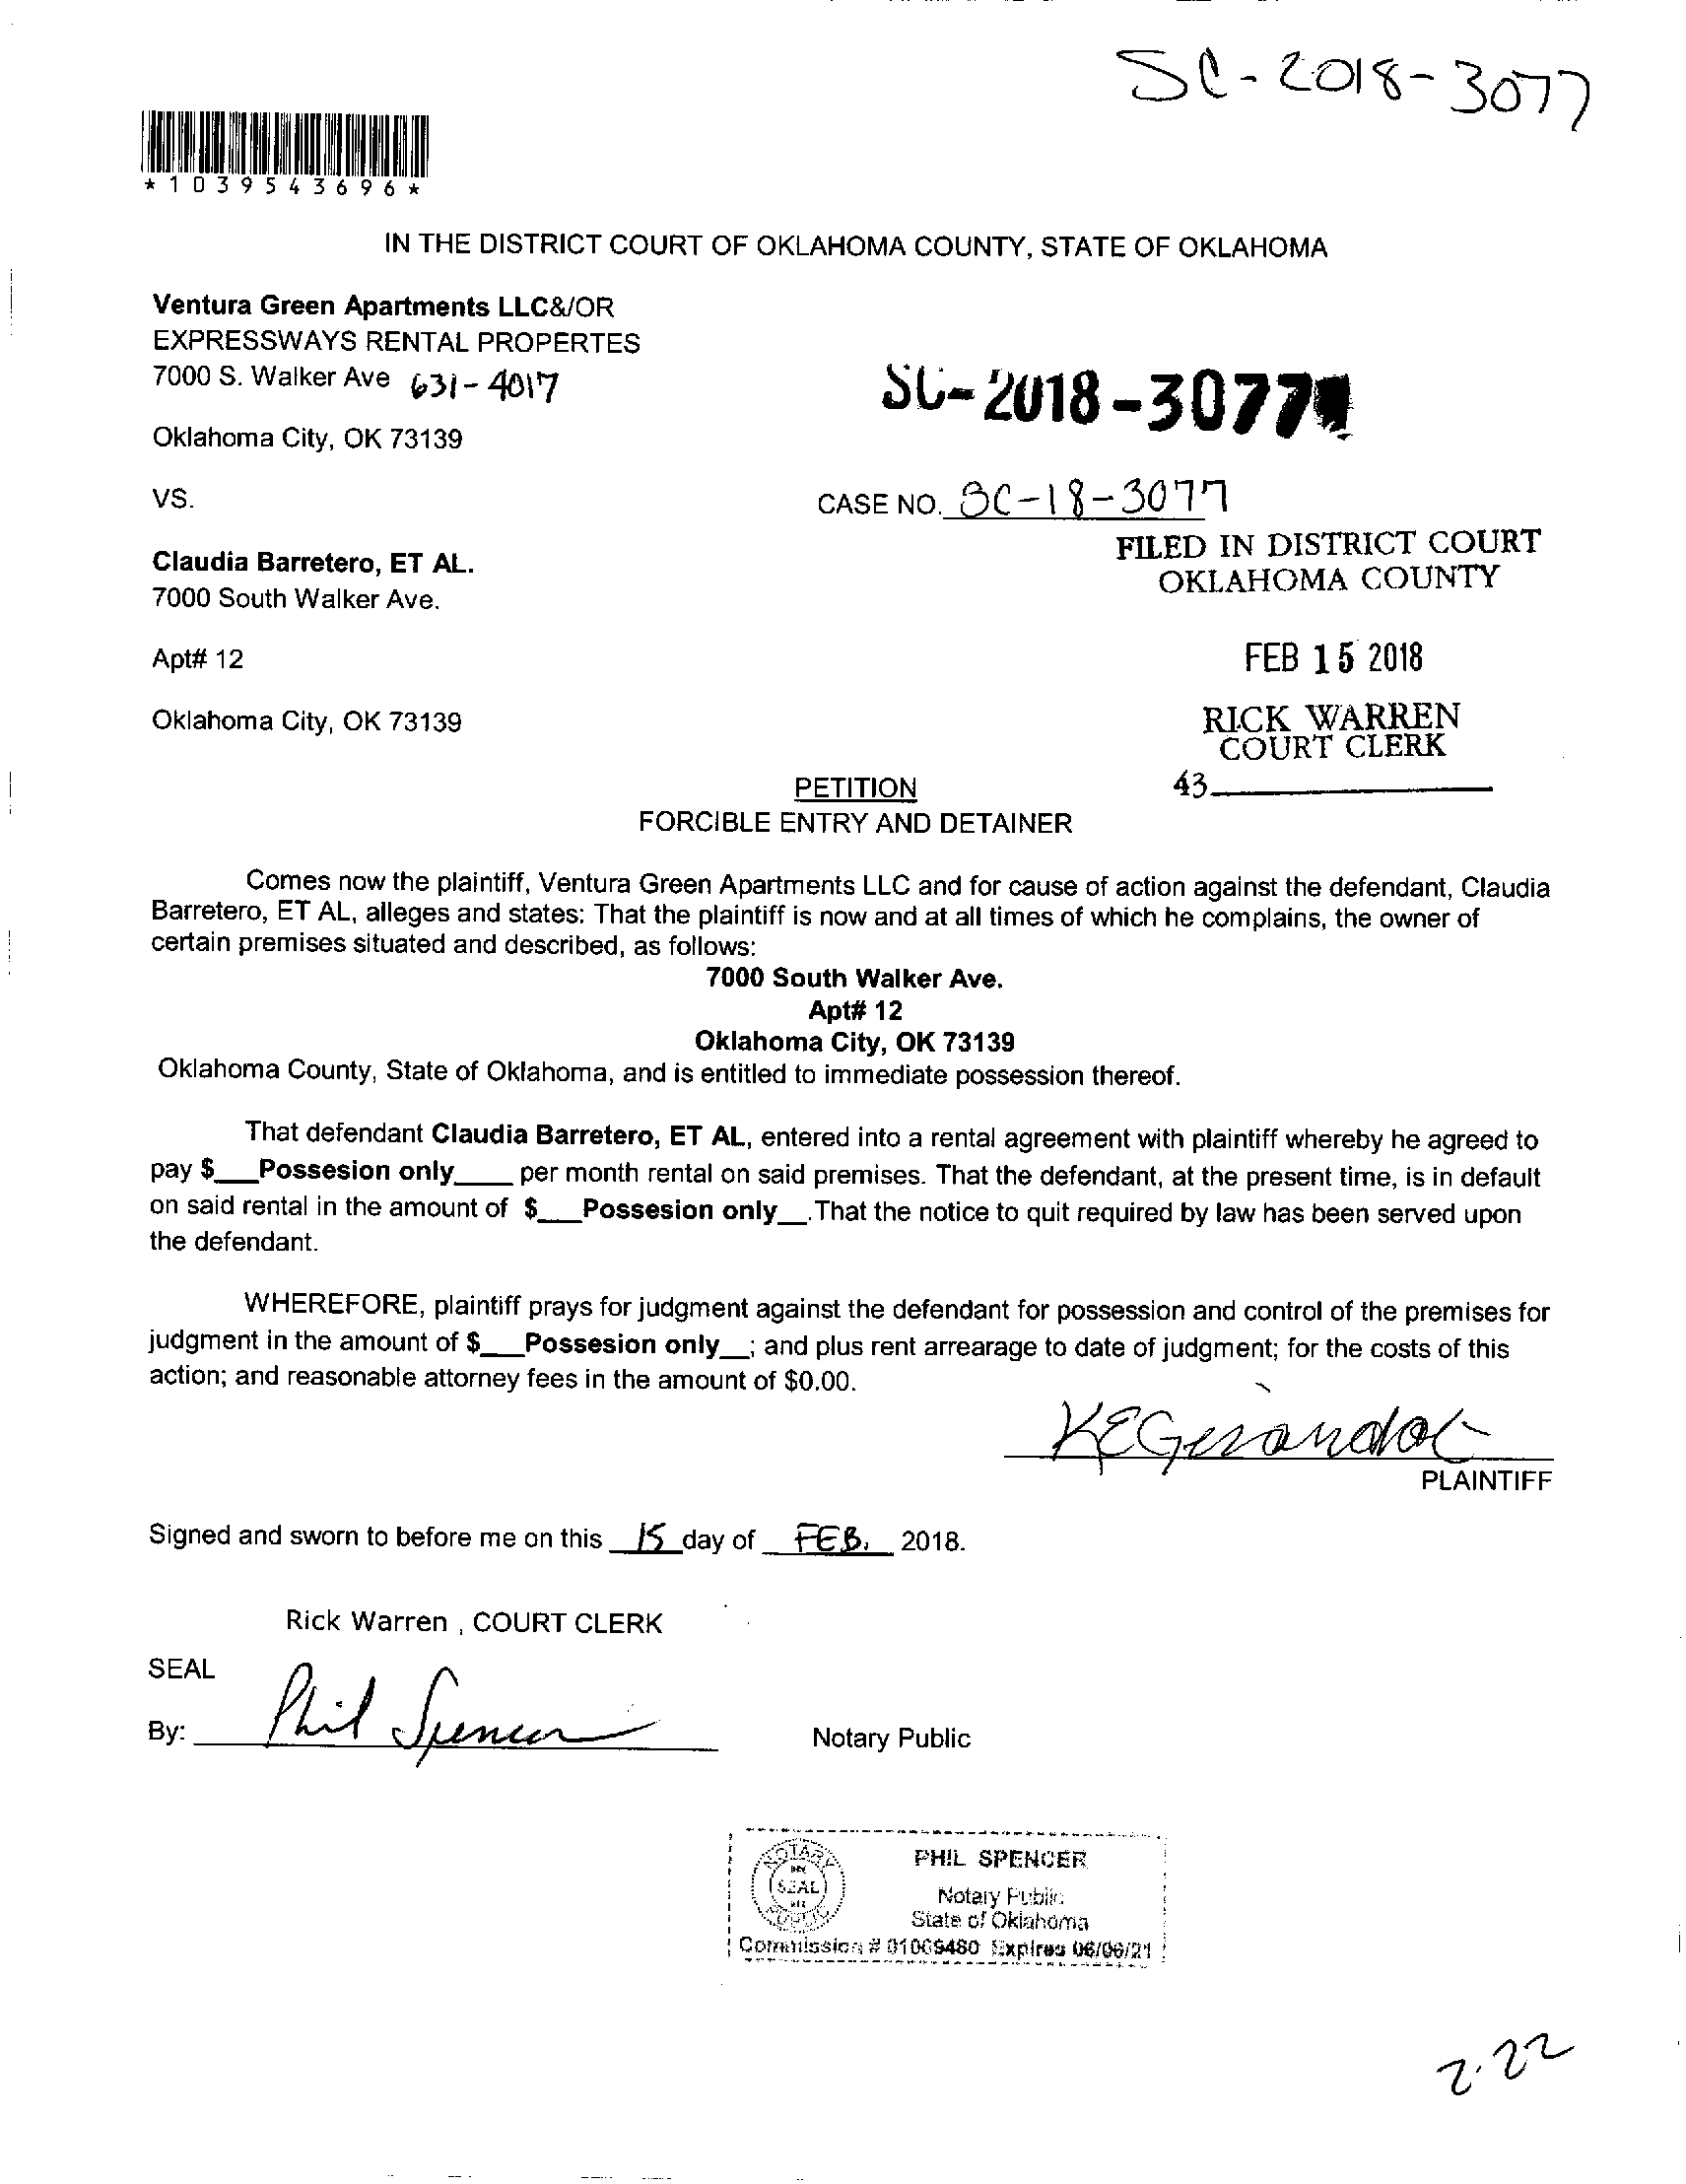 SC-2018-3077
*1039543696*
IN THE DISTRICT COURT OF OKLAHOMA COUNTY, STATE OF OKLAHOMA
Ventura Green Apartments LLC&/OR
EXPRESSWAYS RENTAL PROPERTES
7000 S. Walker Ave 631-4017
SC-2018-3077
Oklahoma City, OK 73139
VS.
CASE NO. SC-18-3077
FILED IN DISTRICT COURT
OKLAHOMA COUNTY
Claudia Barretero, ET AL.
7000 South Walker Ave.
Apt# 12
FEB 15 2018
Oklahoma City, OK 73139
RICK WARREN
COURT CLERK
43
PETITION
FORCIBLE ENTRY AND DETAINER
Comes now the plaintiff, Ventura Green Apartments LLC and for cause of action against the defendant, Claudia
Barretero, ET AL, alleges and states: That the plaintiff is now and at all times of which he complains, the owner of
certain premises situated and described, as follows:
7000 South Walker Ave.
Apt# 12
Oklahoma City, OK 73139
Oklahoma County, State of Oklahoma, and is entitled to immediate possession thereof.
That defendant Claudia Barretero, ET AL, entered into a rental agreement with plaintiff whereby he agreed to
pay $___Possesion only____ per month rental on said premises. That the defendant, at the present time, is in default
on said rental in the amount of $___Possesion only__.That the notice to quit required by law has been served upon
the defendant.
WHEREFORE, plaintiff prays for judgment against the defendant for possession and control of the premises for
judgment in the amount of $___Possesion only__; and plus rent arrearage to date of judgment; for the costs of this
action; and reasonable attorney fees in the amount of $0.00.
PLAINTIFF
Signed and sworn to before me on this 15 day of FEB. 2018.
Rick Warren , COURT CLERK
SEAL
By: Phil Spencer
Notary Public
NOTARY
SEAL
PUBLIC
PHIL SPENCER
Notary Public
State of Oklahoma
Commission # 01009480 Expires 06/06/21
2.22